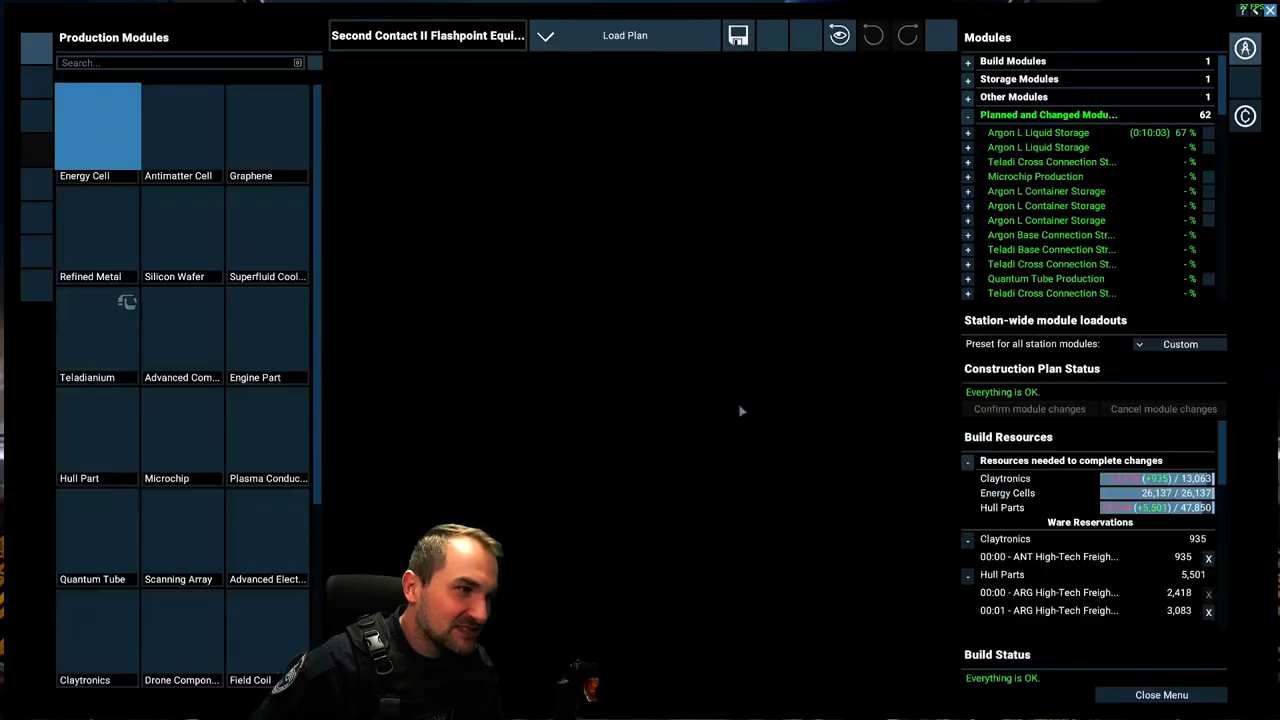 Production Modules
Search...
Energy Cell
Antimatter Cell
Graphene
Refined Metal
Silicon Wafer
Superfluid Cool...
Teladianium
Advanced Com...
Engine Part
Hull Part
Microchip
Plasma Conduc...
Quantum Tube
Scanning Array
Advanced Elect...
Claytronics
Drone Compon...
Field Coil
Second Contact II Flashpoint Equi...
Load Plan
Modules
Build Modules 1
Storage Modules 1
Other Modules 1
Planned and Changed Modu... 62
Argon L Liquid Storage (0:10:03) 67 %
Argon L Liquid Storage - %
Teladi Cross Connection St... - %
Microchip Production - %
Argon L Container Storage - %
Argon L Container Storage - %
Argon L Container Storage - %
Argon Base Connection Str... - %
Teladi Base Connection Str... - %
Teladi Cross Connection St... - %
Quantum Tube Production - %
Teladi Cross Connection St... - %
Station-wide module loadouts
Preset for all station modules: Custom
Construction Plan Status
Everything is OK.
Confirm module changes Cancel module changes
Build Resources
- Resources needed to complete changes
Claytronics (+935) / 13,063
Energy Cells 26,137 / 26,137
Hull Parts (+5,501) / 47,850
Ware Reservations
- Claytronics 935
00:00 - ANT High-Tech Freigh... 935 X
- Hull Parts 5,501
00:00 - ARG High-Tech Freigh... 2,418 X
00:01 - ARG High-Tech Freigh... 3,083 X
Build Status
Everything is OK.
Close Menu